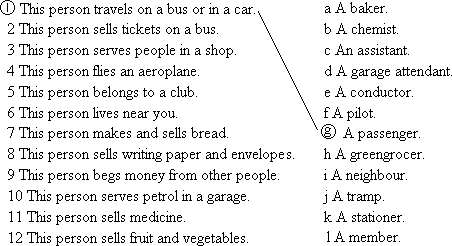 1 This person travels on a bus or in a car. a A baker.
2 This person sells tickets on a bus. b A chemist.
3 This person serves people in a shop. c An assistant.
4 This person flies an aeroplane. d A garage attendant.
5 This person belongs to a club. e A conductor.
6 This person lives near you. f A pilot.
7 This person makes and sells bread. g A passenger.
8 This person sells writing paper and envelopes. h A greengrocer.
9 This person begs money from other people. i A neighbour.
10 This person serves petrol in a garage. j A tramp.
11 This person sells medicine. k A stationer.
12 This person sells fruit and vegetables. l A member.